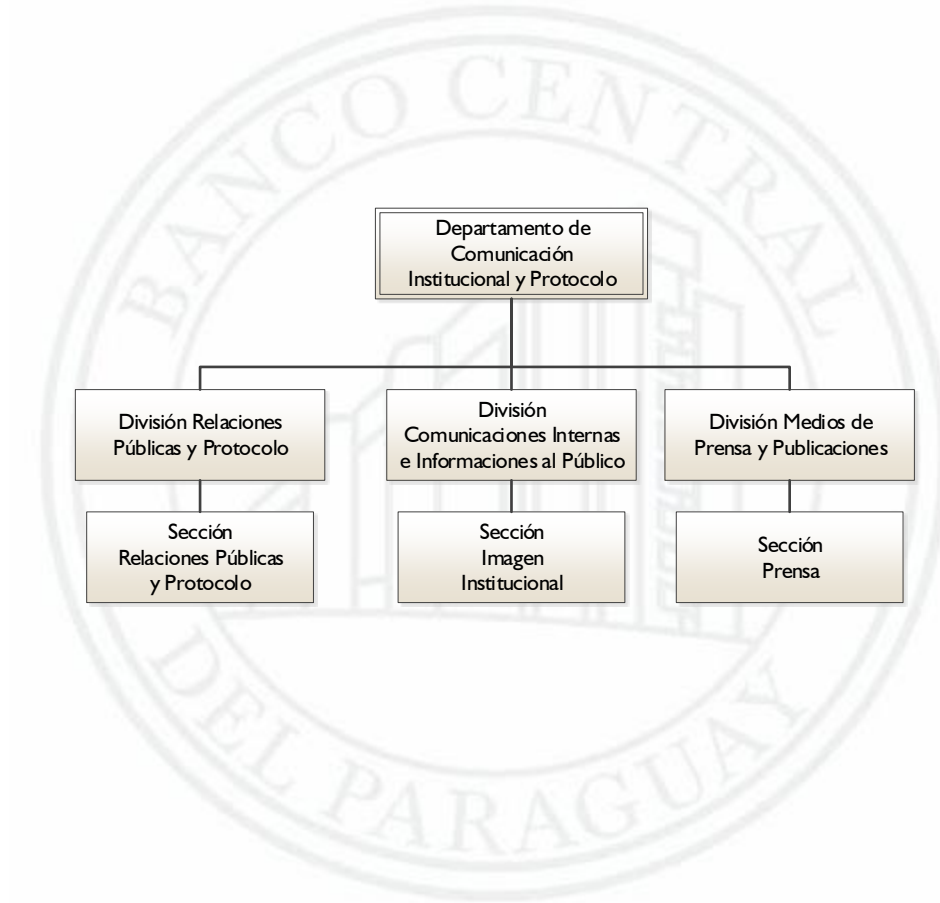 BANCO CENTRAL
DEL PARAGUAY
Departamento de
Comunicación
Institucional y Protocolo
División Relaciones
Públicas y Protocolo
División
Comunicaciones Internas
e Informaciones al Público
División Medios de
Prensa y Publicaciones
Sección
Relaciones Públicas
y Protocolo
Sección
Imagen
Institucional
Sección
Prensa